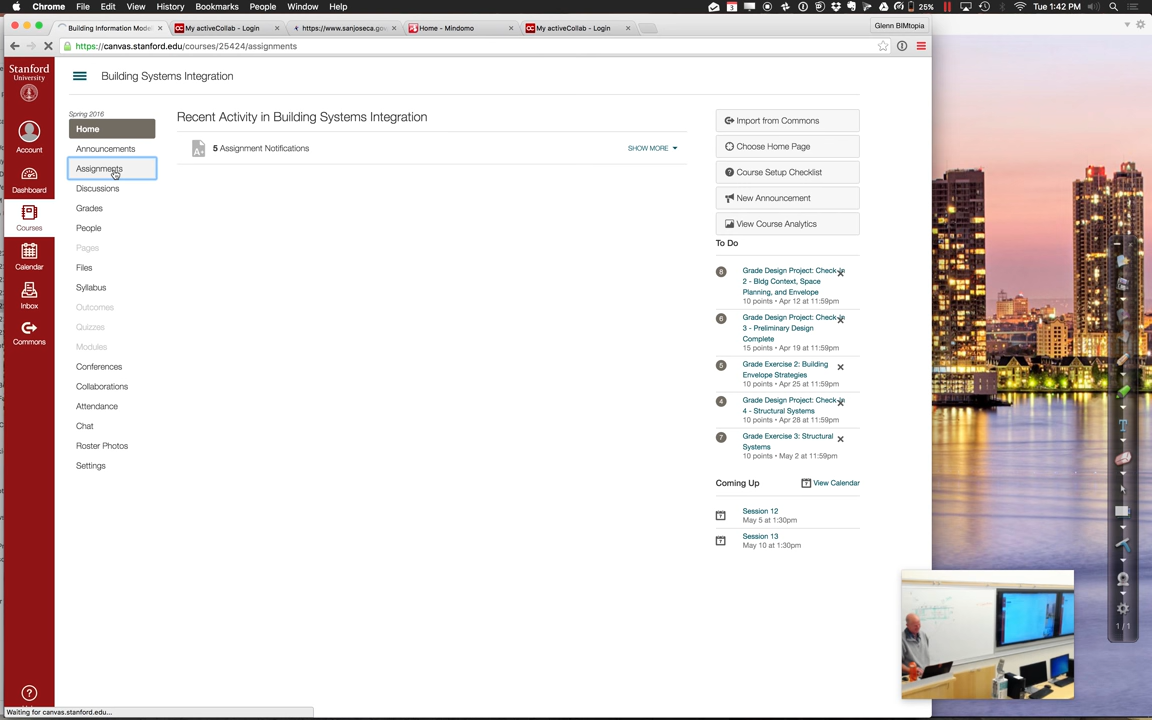 Chrome File Edit View History Bookmarks People Window Help
25% Tue 1:42 PM
Building Information Model
My activeCollab - Login
https://www.sanjoseca.go
Home - Mindomo
My activeCollab - Login
Glenn BIMtopia
https://canvas.stanford.edu/courses/25424/assignments
Stanford
University
Account
Dashboard
Courses
Calendar
Inbox
Commons
Building Systems Integration
Spring 2016
Home
Announcements
Assignments
Discussions
Grades
People
Pages
Files
Syllabus
Outcomes
Quizzes
Modules
Conferences
Collaborations
Attendance
Chat
Roster Photos
Settings
Recent Activity in Building Systems Integration
A+
5 Assignment Notifications
SHOW MORE
Import from Commons
Choose Home Page
Course Setup Checklist
New Announcement
View Course Analytics
To Do
8 Grade Design Project: Check-In
2 - Bldg Context, Space
Planning, and Envelope
10 points • Apr 12 at 11:59pm
6 Grade Design Project: Check-In
3 - Preliminary Design
Complete
15 points • Apr 19 at 11:59pm
5 Grade Exercise 2: Building
Envelope Strategies
10 points • Apr 25 at 11:59pm
4 Grade Design Project: Check-In
4 - Structural Systems
10 points • Apr 28 at 11:59pm
7 Grade Exercise 3: Structural
Systems
10 points • May 2 at 11:59pm
Coming Up
View Calendar
Session 12
May 5 at 1:30pm
Session 13
May 10 at 1:30pm
1 / 1
Waiting for canvas.stanford.edu...